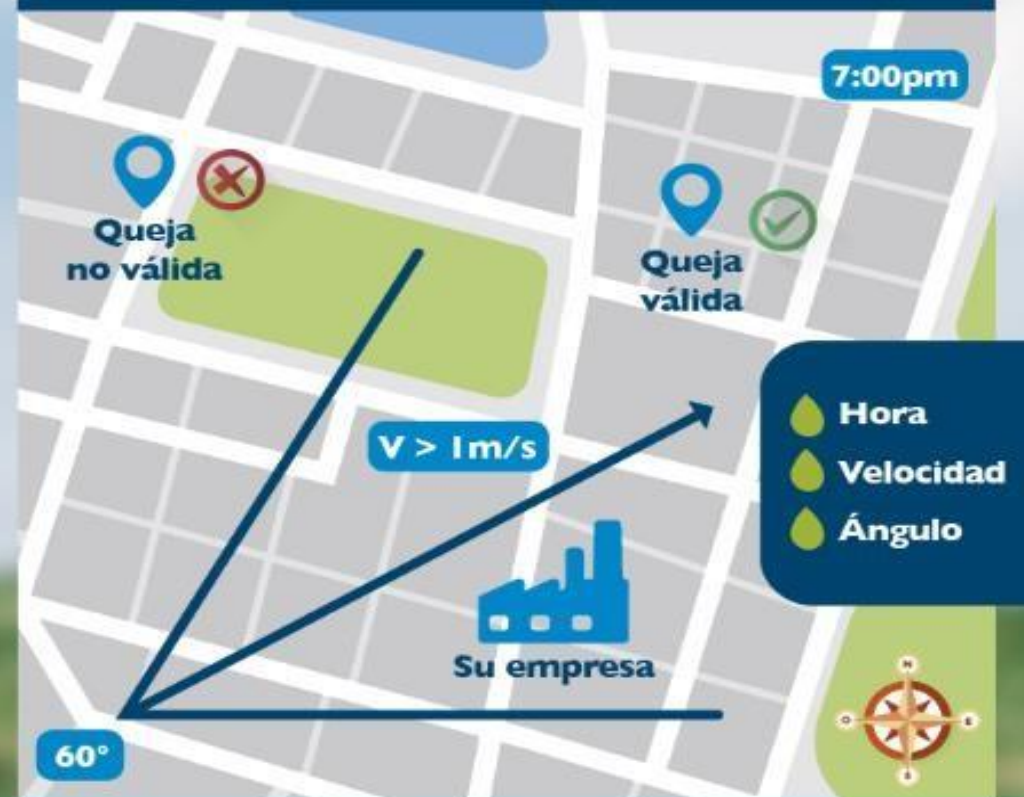 7:00pm
Queja
no válida
Queja
válida
V > 1m/s
Hora
Velocidad
Ángulo
Su empresa
60°
N
O
E
S